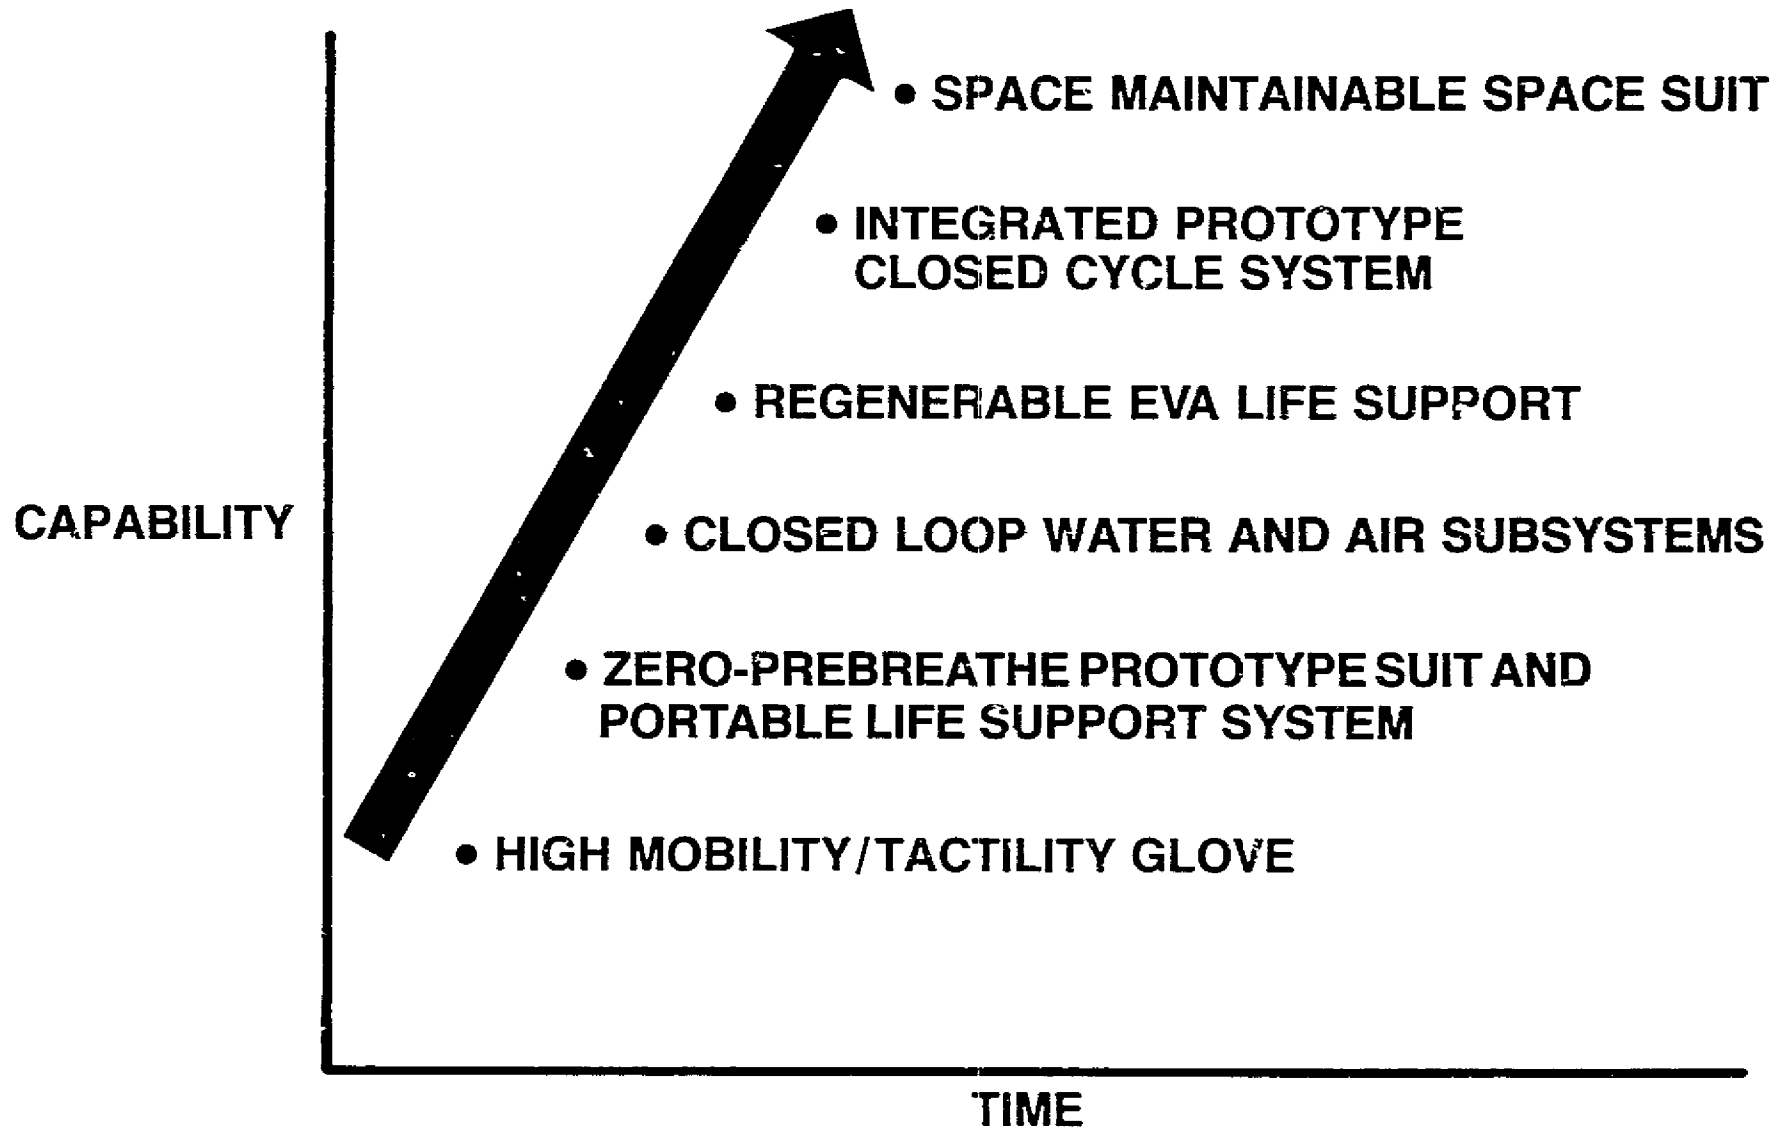 • SPACE MAINTAINABLE SPACE SUIT
• INTEGRATED PROTOTYPE
CLOSED CYCLE SYSTEM
• REGENERABLE EVA LIFE SUPPORT
CAPABILITY
• CLOSED LOOP WATER AND AIR SUBSYSTEMS
• ZERO-PREBREATHE PROTOTYPE SUIT AND
PORTABLE LIFE SUPPORT SYSTEM
• HIGH MOBILITY/TACTILITY GLOVE
TIME